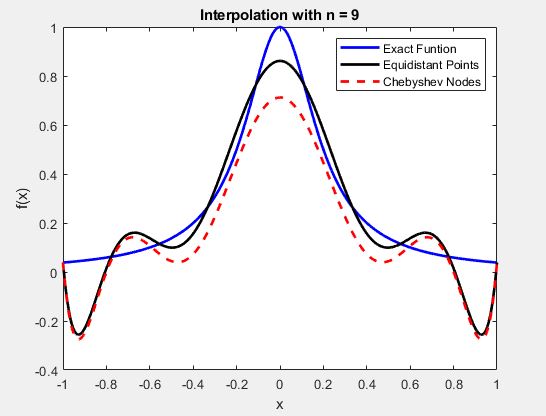 Interpolation with n = 9
Exact Funtion
Equidistant Points
Chebyshev Nodes
f(x)
1
0.8
0.6
0.4
0.2
0
-0.2
-0.4
-1 -0.8 -0.6 -0.4 -0.2 0 0.2 0.4 0.6 0.8 1
x